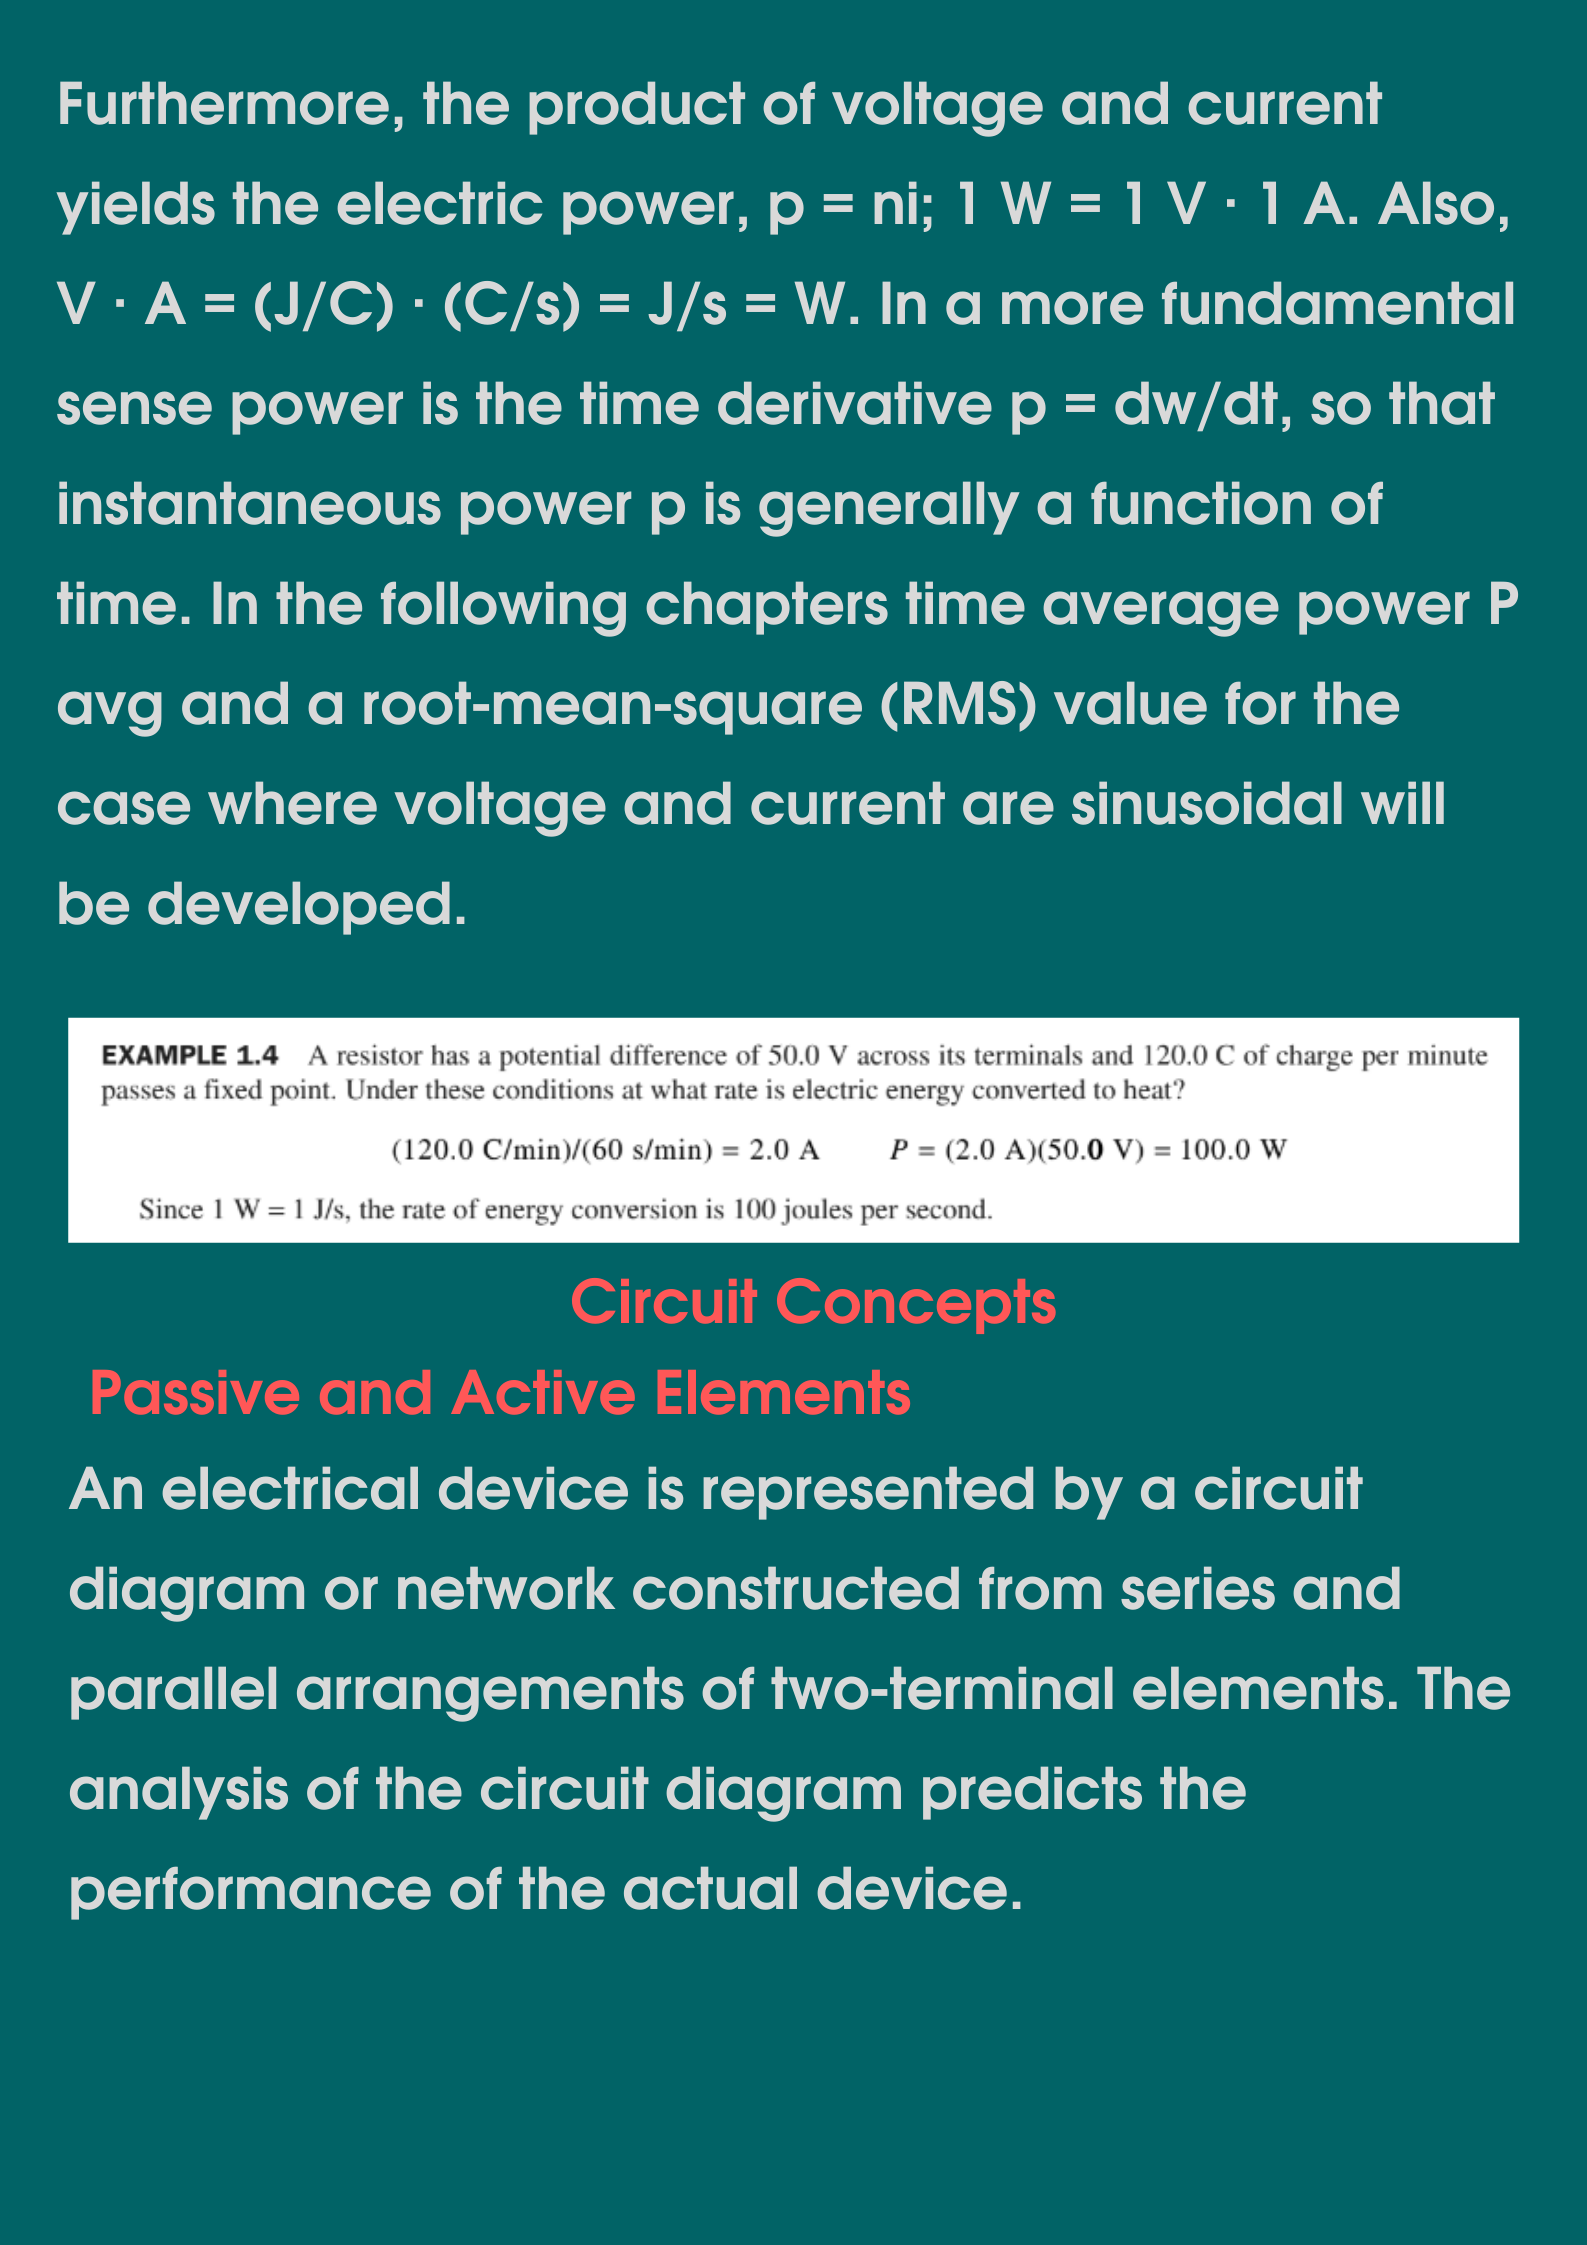 Furthermore, the product of voltage and current
yields the electric power, p = ni; 1 W = 1 V · 1 A. Also,
V · A = (J/C) · (C/s) = J/s = W. In a more fundamental
sense power is the time derivative p = dw/dt, so that
instantaneous power p is generally a function of
time. In the following chapters time average power P
avg and a root-mean-square (RMS) value for the
case where voltage and current are sinusoidal will
be developed.
EXAMPLE 1.4 A resistor has a potential difference of 50.0 V across its terminals and 120.0 C of charge per minute
passes a fixed point. Under these conditions at what rate is electric energy converted to heat?
(120.0 C/min)/(60 s/min) = 2.0 A P = (2.0 A)(50.0 V) = 100.0 W
Since 1 W = 1 J/s, the rate of energy conversion is 100 joules per second.
Circuit Concepts
Passive and Active Elements
An electrical device is represented by a circuit
diagram or network constructed from series and
parallel arrangements of two-terminal elements. The
analysis of the circuit diagram predicts the
performance of the actual device.